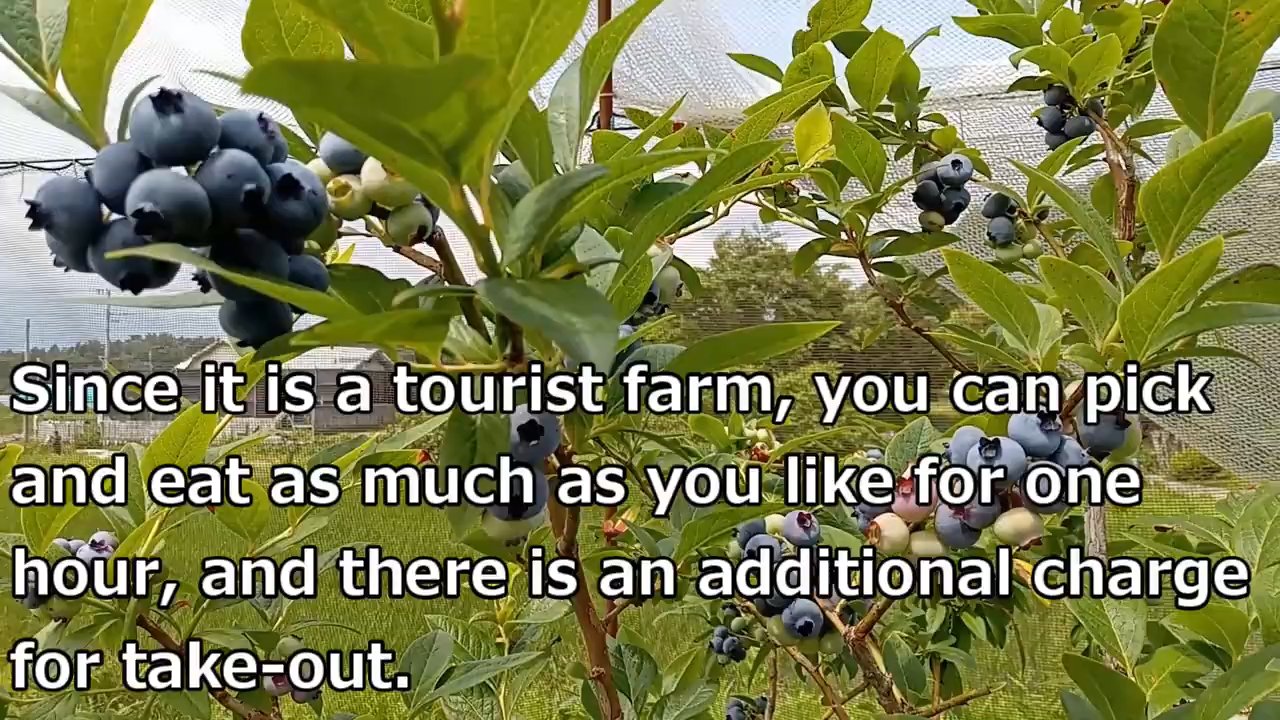 Since it is a tourist farm, you can pick
and eat as much as you like for one
hour, and there is an additional charge
for take-out.